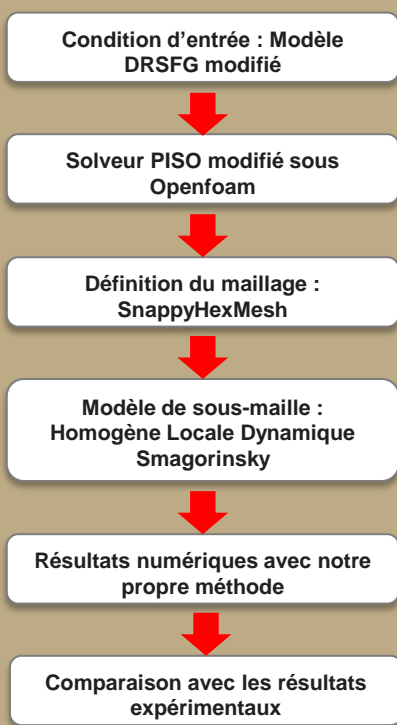 Condition d'entrée : Modèle
DRSFG modifié
Solveur PISO modifié sous
Openfoam
Définition du maillage :
SnappyHexMesh
Modèle de sous-maille :
Homogène Locale Dynamique
Smagorinsky
Résultats numériques avec notre
propre méthode
Comparaison avec les résultats
expérimentaux